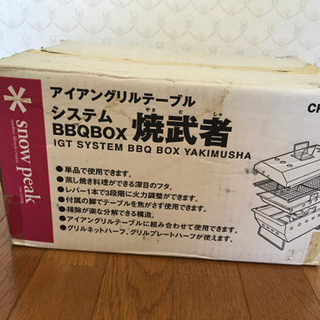 アイアングリルテーブル
システム
BBQBOX 焼武者
やきむしゃ
IGT SYSTEM BBQ BOX YAKIMUSHA
snow peak
●単品で使用できます。
●蒸し焼き料理ができる深目のフタ。
●レバー1本で3段階に火力調整ができます。
●付属の脚でテーブルを焦がさず使用できます。
●掃除が楽な分解できる構造。
●アイアングリルテーブルに組み合わせて使用できます。
●グリルネットハーフ、グリルプレートハーフが使えます。